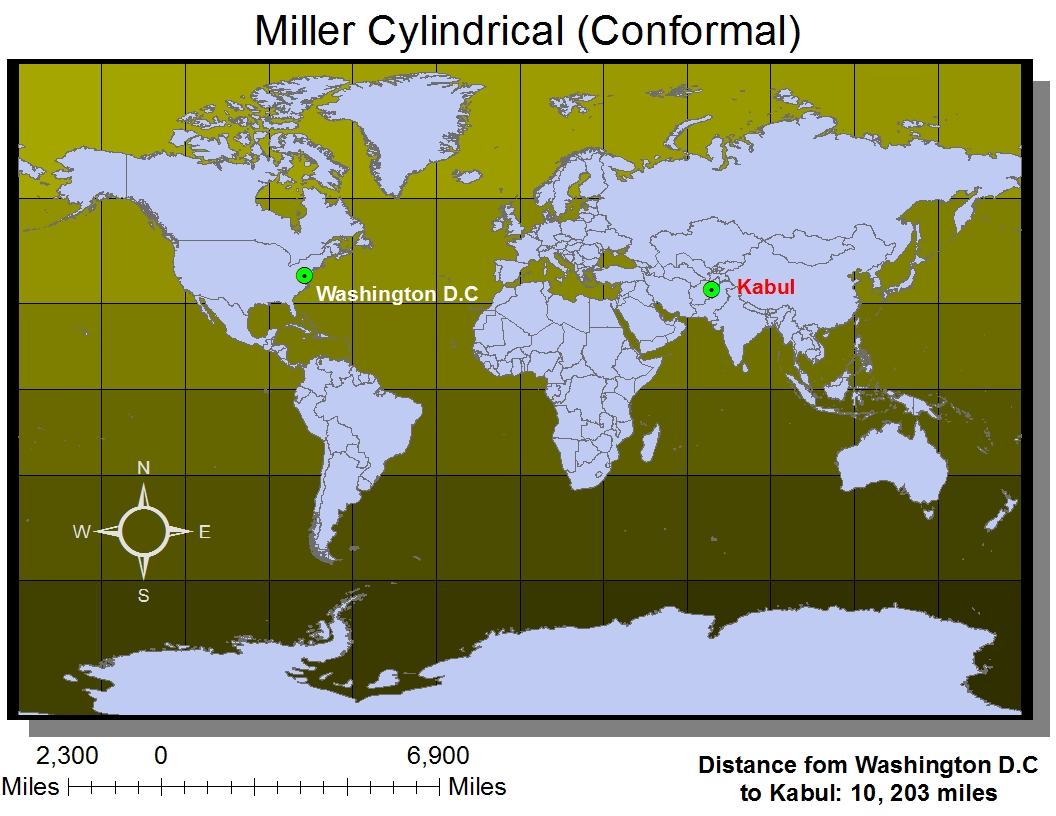 Miller Cylindrical (Conformal)
Washington D.C
Kabul
N
W E
S
2,300 0 6,900
Miles Miles
Distance fom Washington D.C
to Kabul: 10, 203 miles